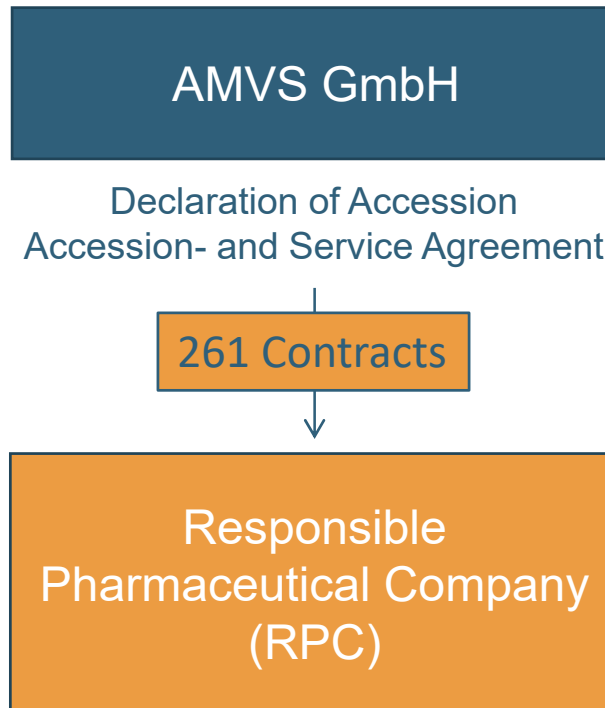 AMVS GmbH
Declaration of Accession
Accession- and Service Agreement
261 Contracts
Responsible
Pharmaceutical Company
(RPC)